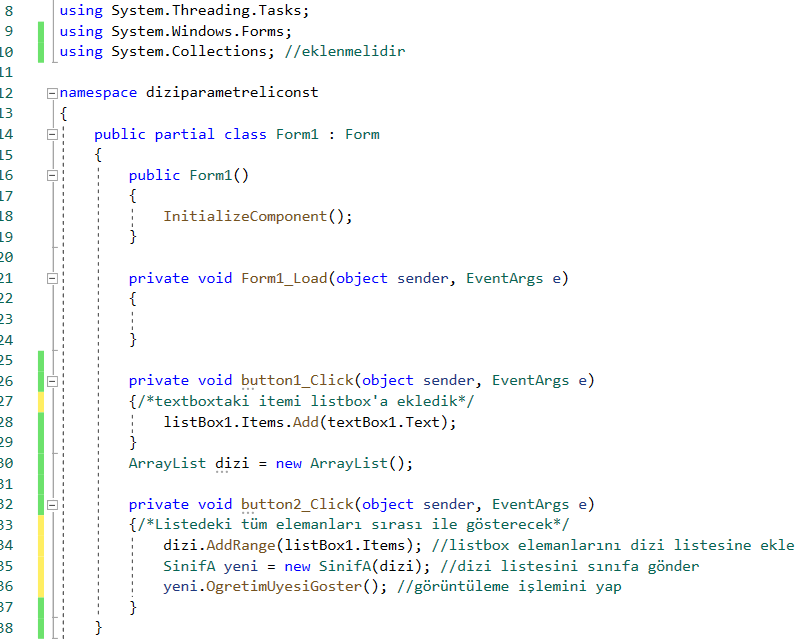 8 using System.Threading.Tasks;
9 using System.Windows.Forms;
10 using System.Collections; //eklenmelidir
11
12 namespace diziparametreliconst
13 {
14 public partial class Form1 : Form
15 {
16 public Form1()
17 {
18 InitializeComponent();
19 }
20
21 private void Form1_Load(object sender, EventArgs e)
22 {
23
24 }
25
26 private void button1_Click(object sender, EventArgs e)
27 {/*textboxtaki itemi listbox'a ekledik*/
28 listBox1.Items.Add(textBox1.Text);
29 }
30 ArrayList dizi = new ArrayList();
31
32 private void button2_Click(object sender, EventArgs e)
33 {/*Listedeki tüm elemanları sırası ile gösterecek*/
34 dizi.AddRange(listBox1.Items); //listbox elemanlarını dizi listesine ekle
35 SinifA yeni = new SinifA(dizi); //dizi listesini sınıfa gönder
36 yeni.OgretimUyesiGoster(); //görüntüleme işlemini yap
37 }
38 }